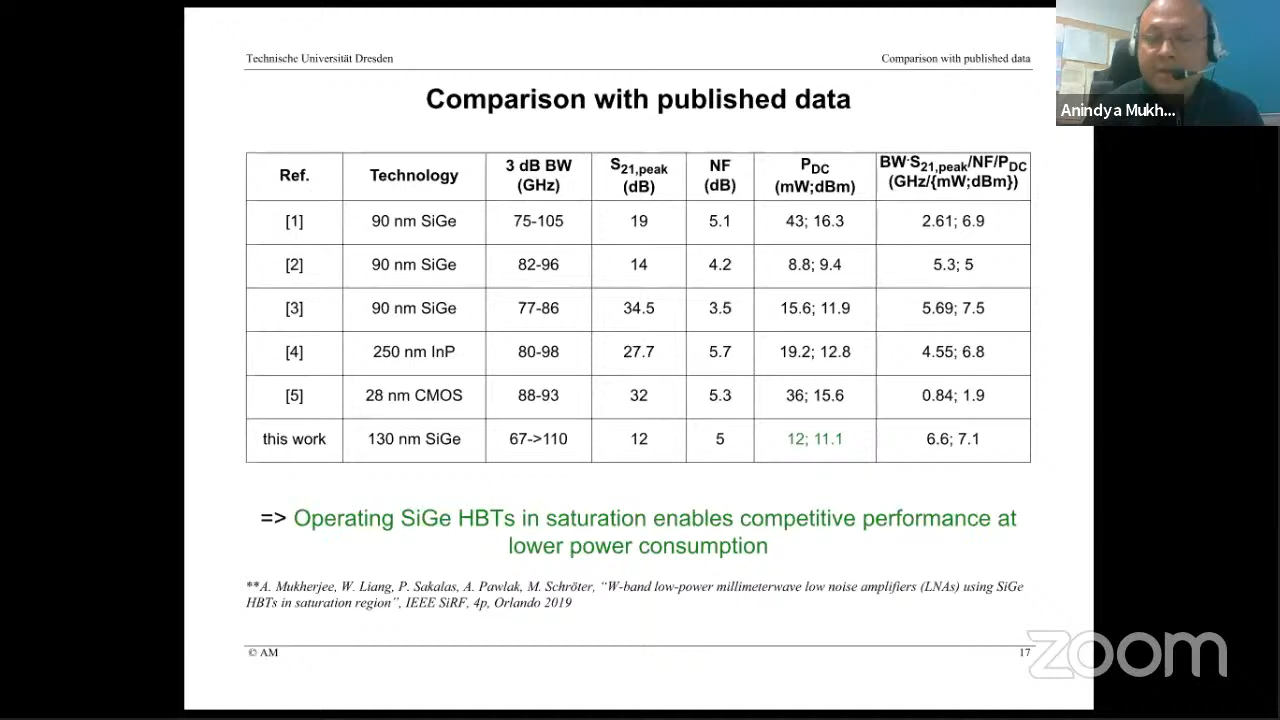 Technische Universität Dresden
Comparison with published data
Anindya Mukh...
Comparison with published data
Ref. Technology 3 dB BW (GHz) S21,peak (dB) NF (dB) PDC (mW;dBm) BW·S21,peak/NF/PDC (GHz/{mW;dBm})
[1] 90 nm SiGe 75-105 19 5.1 43; 16.3 2.61; 6.9
[2] 90 nm SiGe 82-96 14 4.2 8.8; 9.4 5.3; 5
[3] 90 nm SiGe 77-86 34.5 3.5 15.6; 11.9 5.69; 7.5
[4] 250 nm InP 80-98 27.7 5.7 19.2; 12.8 4.55; 6.8
[5] 28 nm CMOS 88-93 32 5.3 36; 15.6 0.84; 1.9
this work 130 nm SiGe 67->110 12 5 12; 11.1 6.6; 7.1
=> Operating SiGe HBTs in saturation enables competitive performance at
lower power consumption
**A. Mukherjee, W. Liang, P. Sakalas, A. Pawlak, M. Schröter, “W-band low-power millimeterwave low noise amplifiers (LNAs) using SiGe
HBTs in saturation region”, IEEE SiRF, 4p, Orlando 2019
© AM
17
zoom